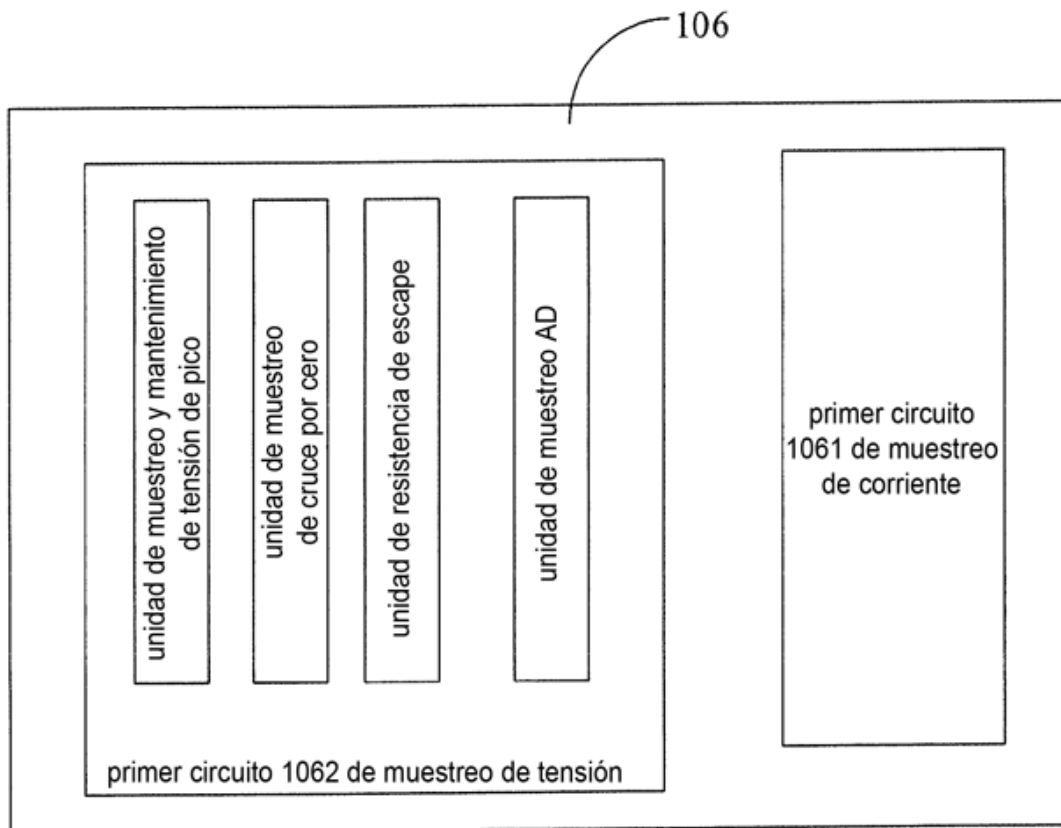 106
unidad de muestreo y mantenimiento
de tensión de pico
unidad de muestreo
de cruce por cero
unidad de resistencia de escape
unidad de muestreo AD
primer circuito 1062 de muestreo de tensión
primer circuito
1061 de muestreo
de corriente